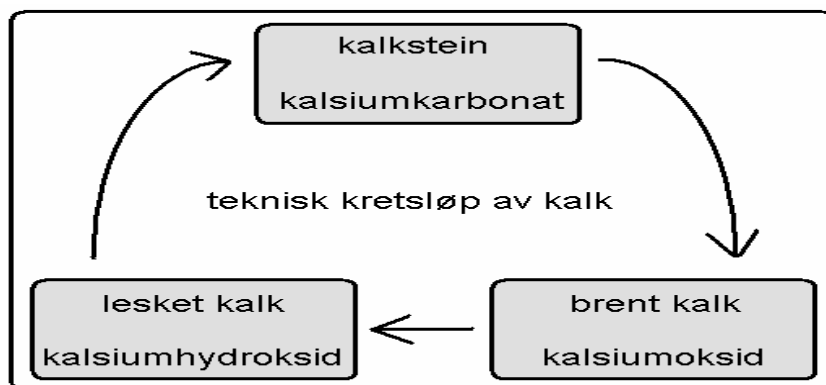 kalkstein
kalsiumkarbonat
teknisk kretsløp av kalk
lesket kalk
kalsiumhydroksid
brent kalk
kalsiumoksid